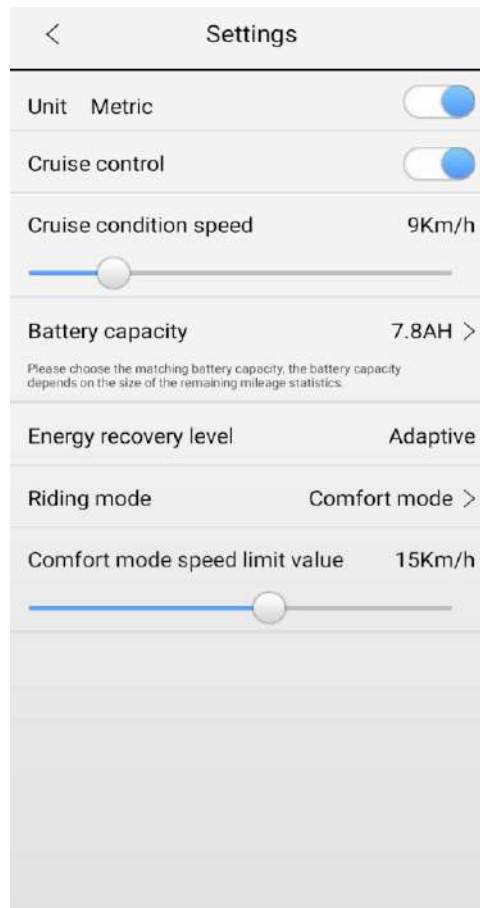 Settings
Unit Metric
Cruise control
Cruise condition speed 9Km/h
Battery capacity 7.8AH >
Please choose the matching battery capacity, the battery capacity
depends on the size of the remaining mileage statistics.
Energy recovery level Adaptive
Riding mode Comfort mode >
Comfort mode speed limit value 15Km/h